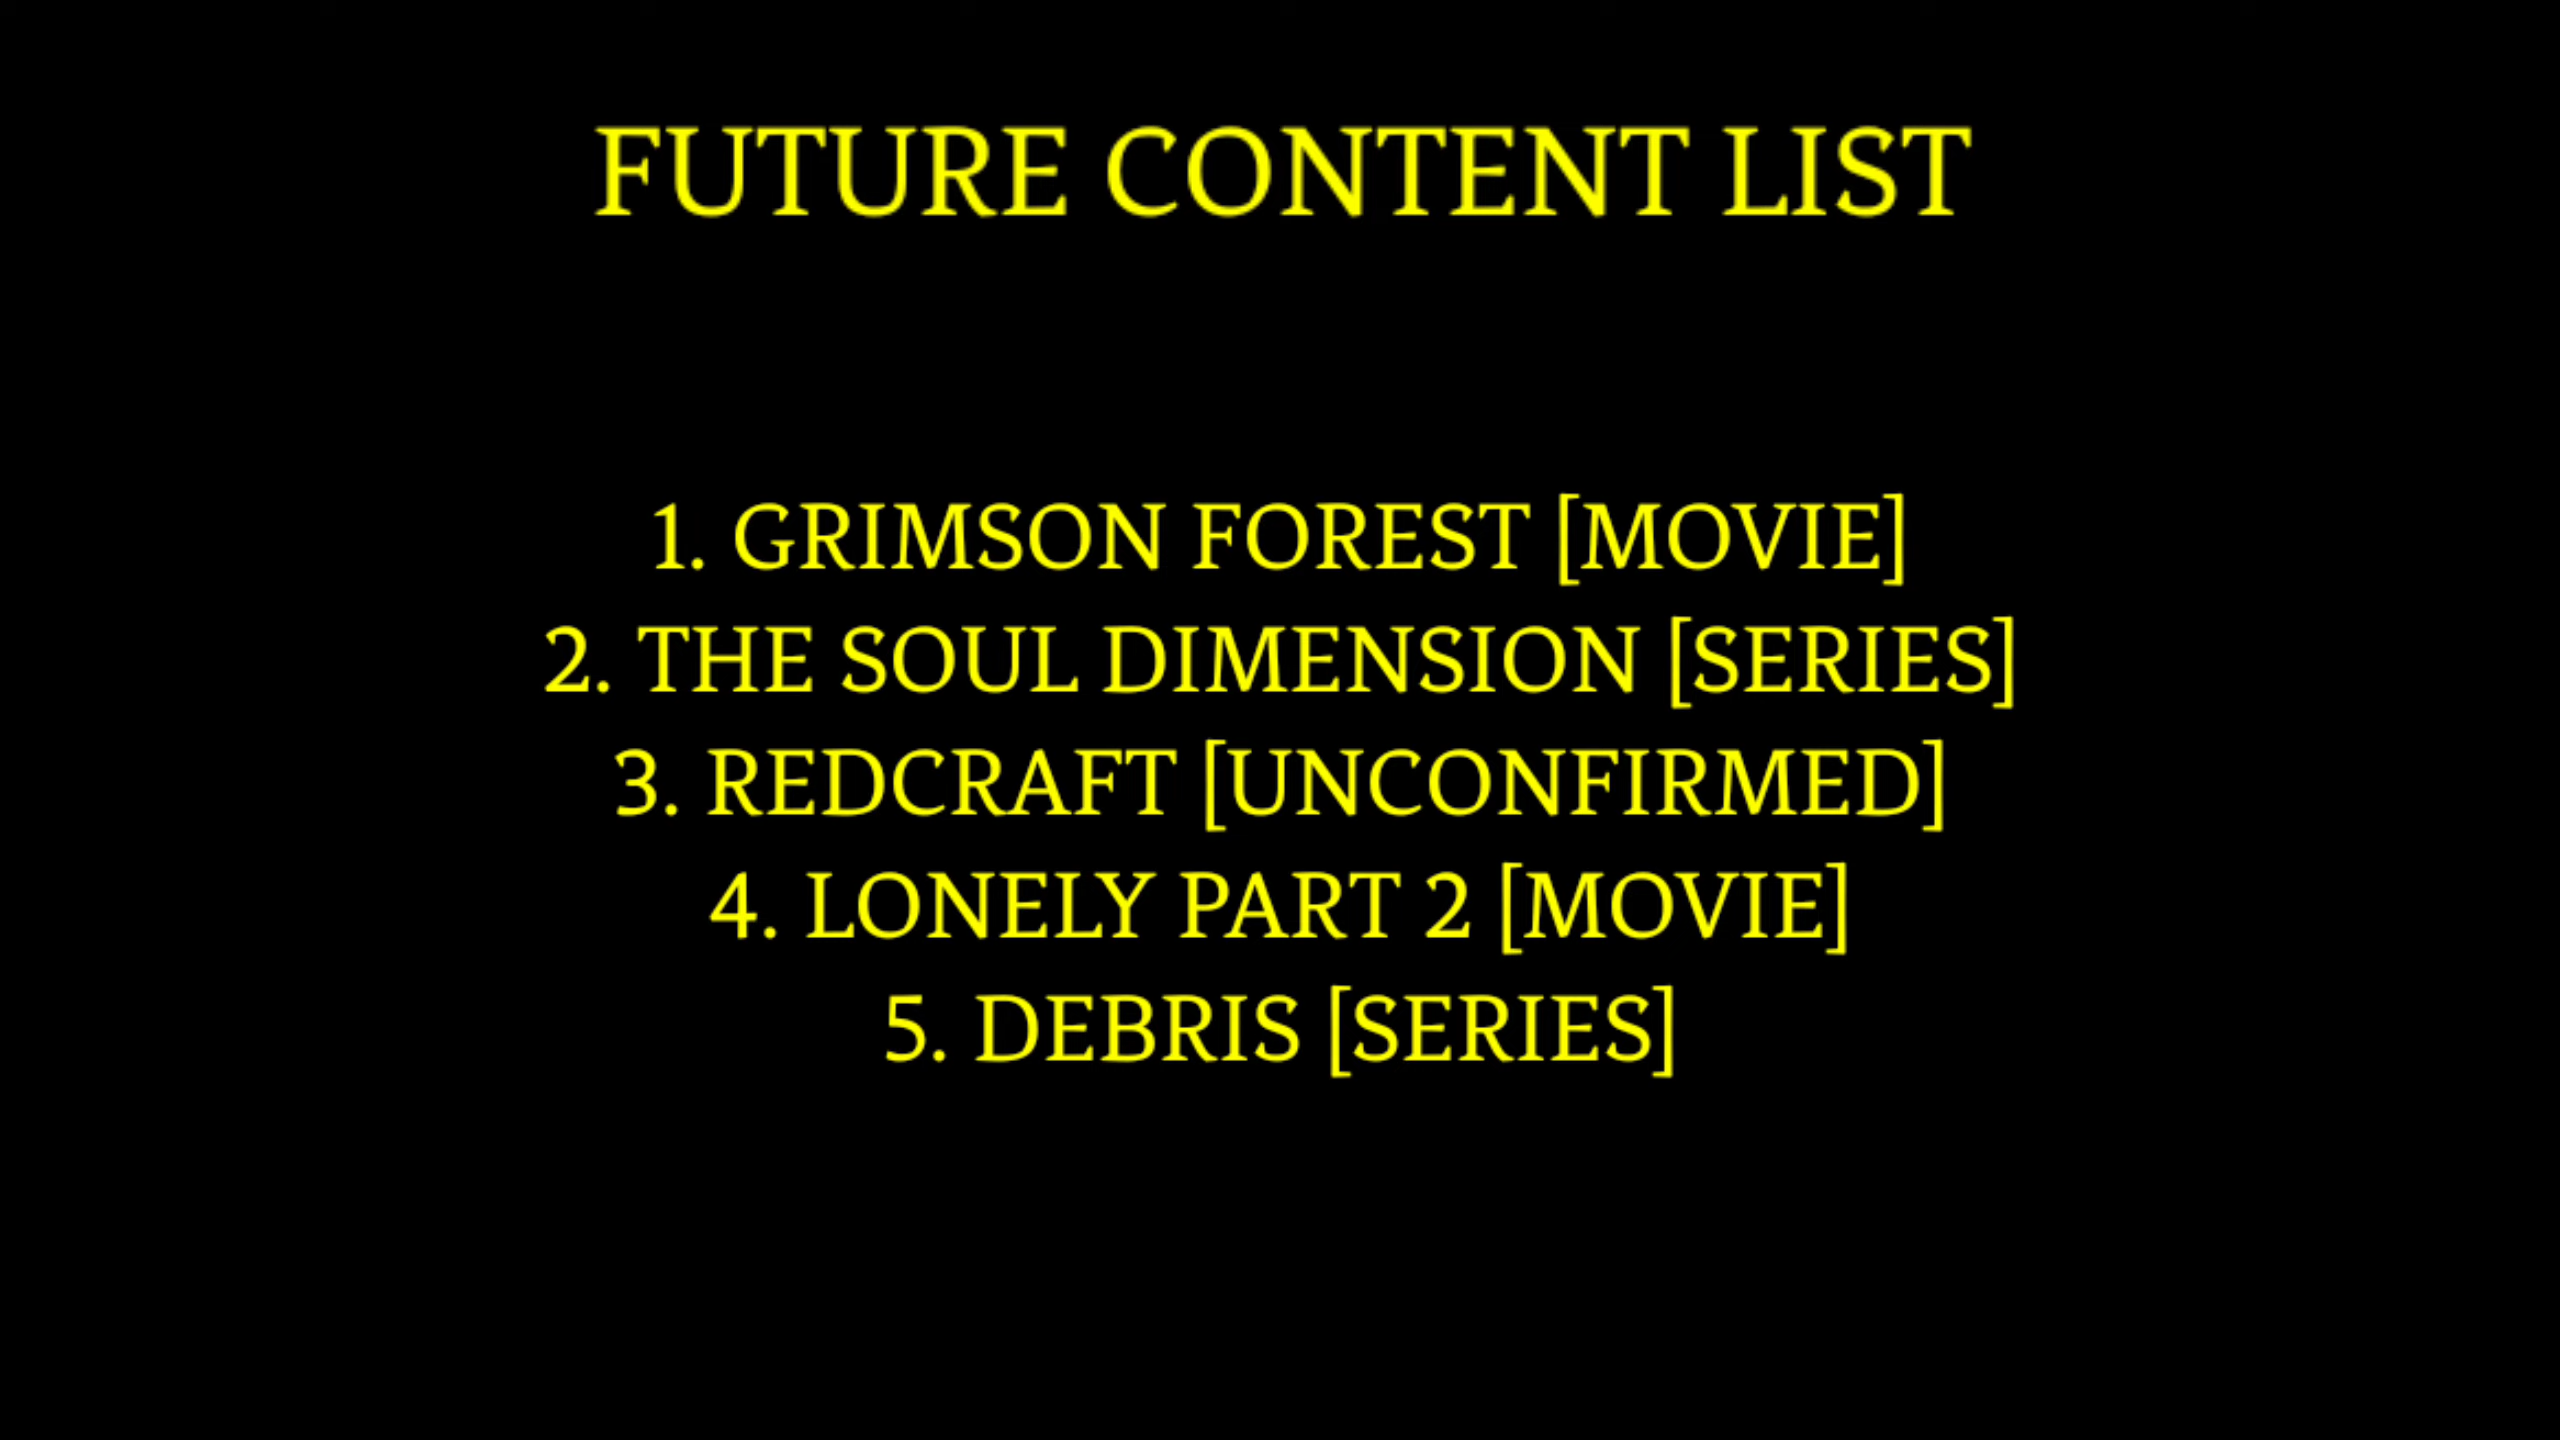 FUTURE CONTENT LIST
1. GRIMSON FOREST [MOVIE]
2. THE SOUL DIMENSION [SERIES]
3. REDCRAFT [UNCONFIRMED]
4. LONELY PART 2 [MOVIE]
5. DEBRIS [SERIES]